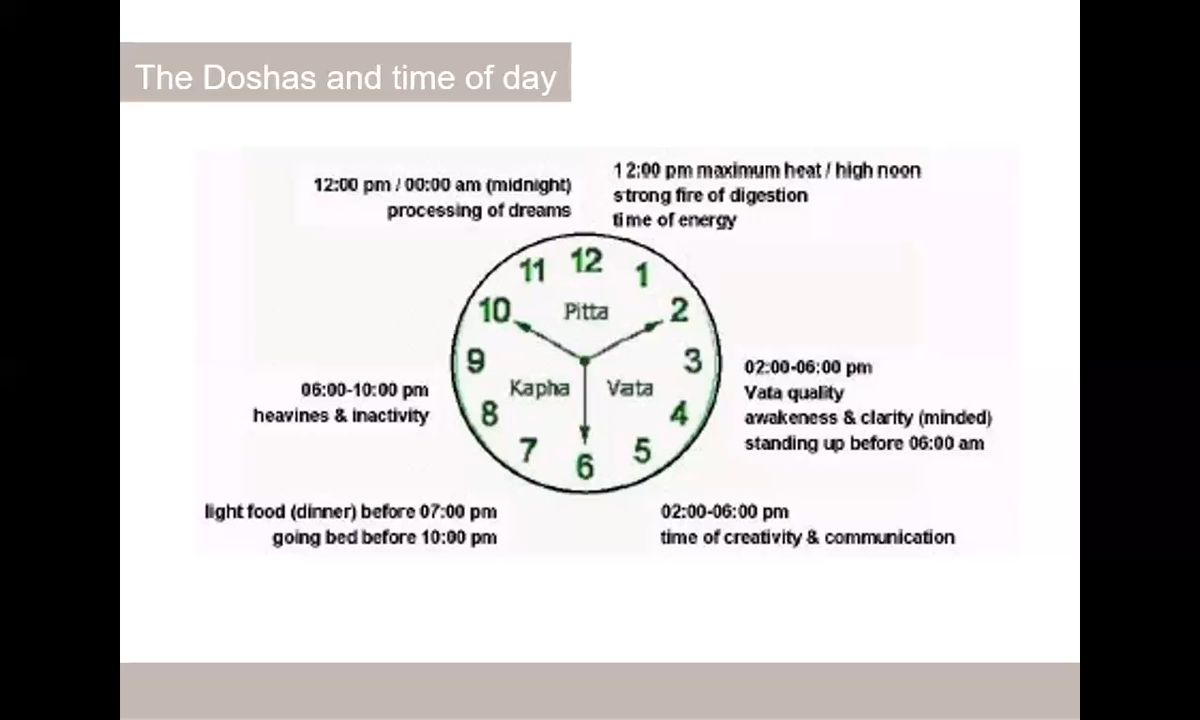 The Doshas and time of day
12:00 pm / 00:00 am (midnight)
processing of dreams
12:00 pm maximum heat / high noon
strong fire of digestion
time of energy
12
11
1
10
2
Pitta
9
3
Kapha
Vata
8
4
7
5
6
06:00-10:00 pm
heavines & inactivity
02:00-06:00 pm
Vata quality
awakeness & clarity (minded)
standing up before 06:00 am
light food (dinner) before 07:00 pm
going bed before 10:00 pm
02:00-06:00 pm
time of creativity & communication